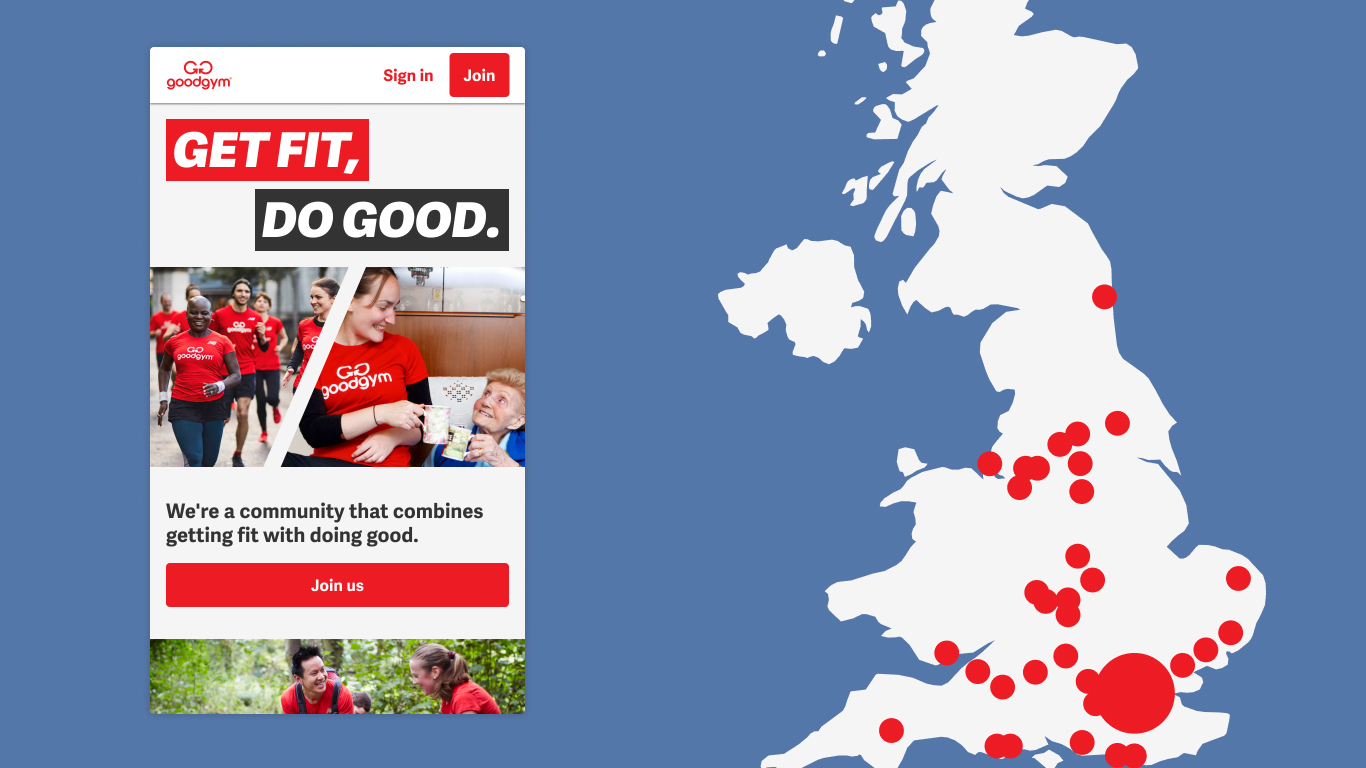 goodgym
Sign in
Join
GET FIT,
DO GOOD.
goodgym
goodgym
We're a community that combines
getting fit with doing good.
Join us